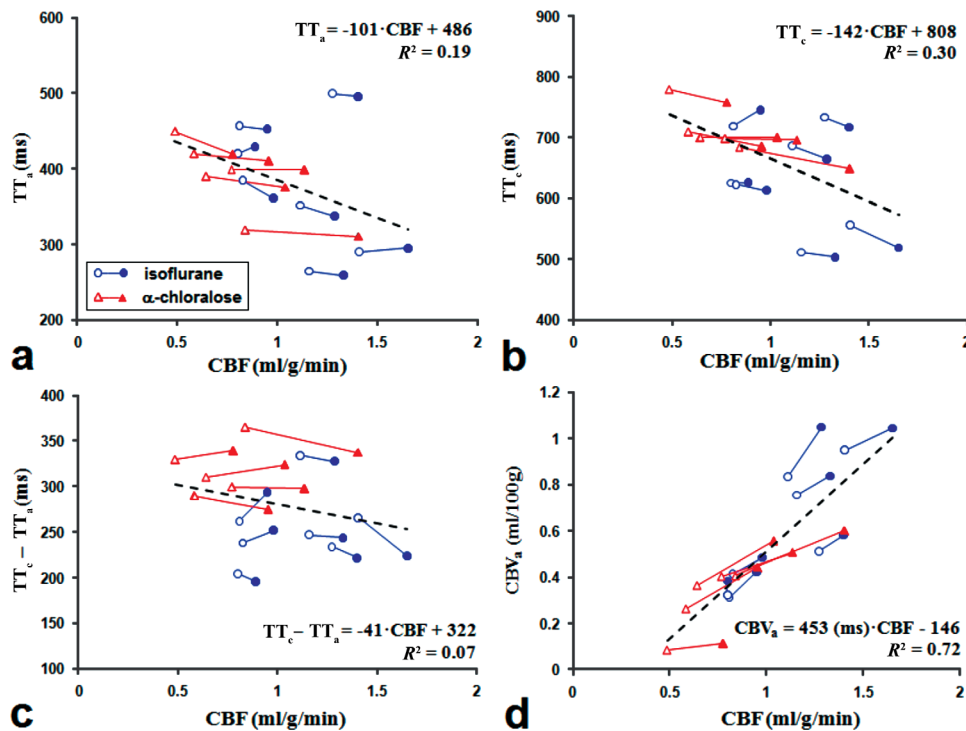 a
TTa = -101·CBF + 486
R² = 0.19
600
500
400
300
200
TTa (ms)
isoflurane
α-chloralose
0
0.5
1
1.5
2
CBF (ml/g/min)
b
TTc = -142·CBF + 808
R² = 0.30
900
800
700
600
500
400
TTc (ms)
0
0.5
1
1.5
2
CBF (ml/g/min)
c
400
350
300
250
200
150
100
TTc – TTa (ms)
TTc – TTa = -41·CBF + 322
R² = 0.07
0
0.5
1
1.5
2
CBF (ml/g/min)
d
1.2
1
0.8
0.6
0.4
0.2
0
CBVa (ml/100g)
CBVa = 453 (ms)·CBF - 146
R² = 0.72
0
0.5
1
1.5
2
CBF (ml/g/min)